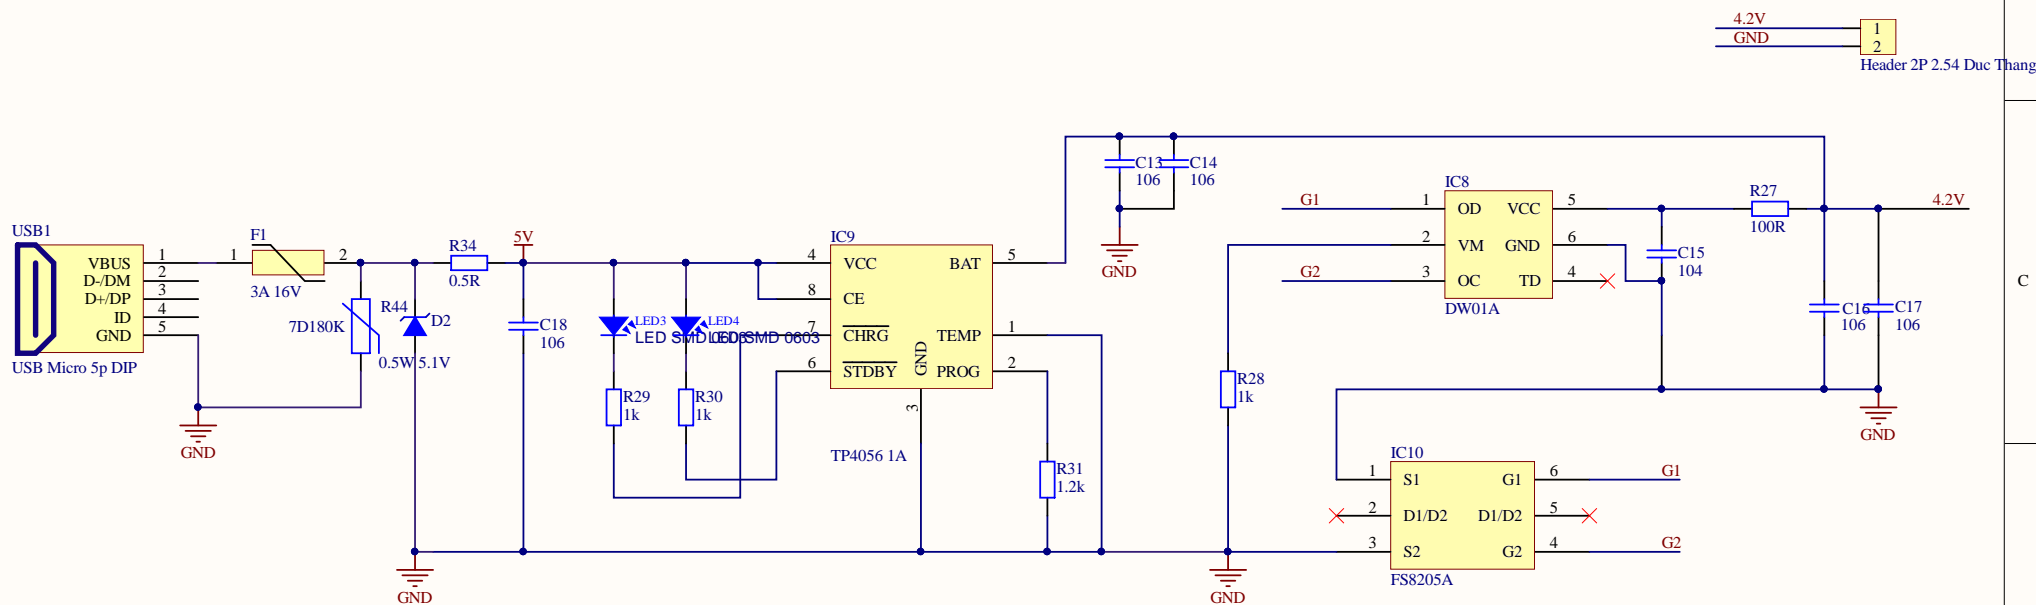 4.2V
GND
1
2
Header 2P 2.54 Duc Thang
USB1
VBUS
D-/DM
D+/DP
ID
GND
1
2
3
4
5
USB Micro 5p DIP
GND
F1
1
2
3A 16V
7D180K
R44
D2
0.5W 5.1V
GND
R34
0.5R
5V
C18
106
LED3
LED SMD 0603
LED4
LED SMD 0603
R29
1k
R30
1k
IC9
4
VCC
8
CE
7
CHRG
6
STDBY
BAT
5
TEMP
1
PROG
2
GND
3
TP4056 1A
R31
1.2k
C13
106
C14
106
GND
R28
1k
GND
G1
G2
IC8
1
OD
2
VM
3
OC
VCC
5
GND
6
TD
4
DW01A
C15
104
R27
100R
4.2V
C16
106
C17
106
GND
IC10
1
S1
2
D1/D2
3
S2
G1
6
D1/D2
5
G2
4
FS8205A
G1
G2
C